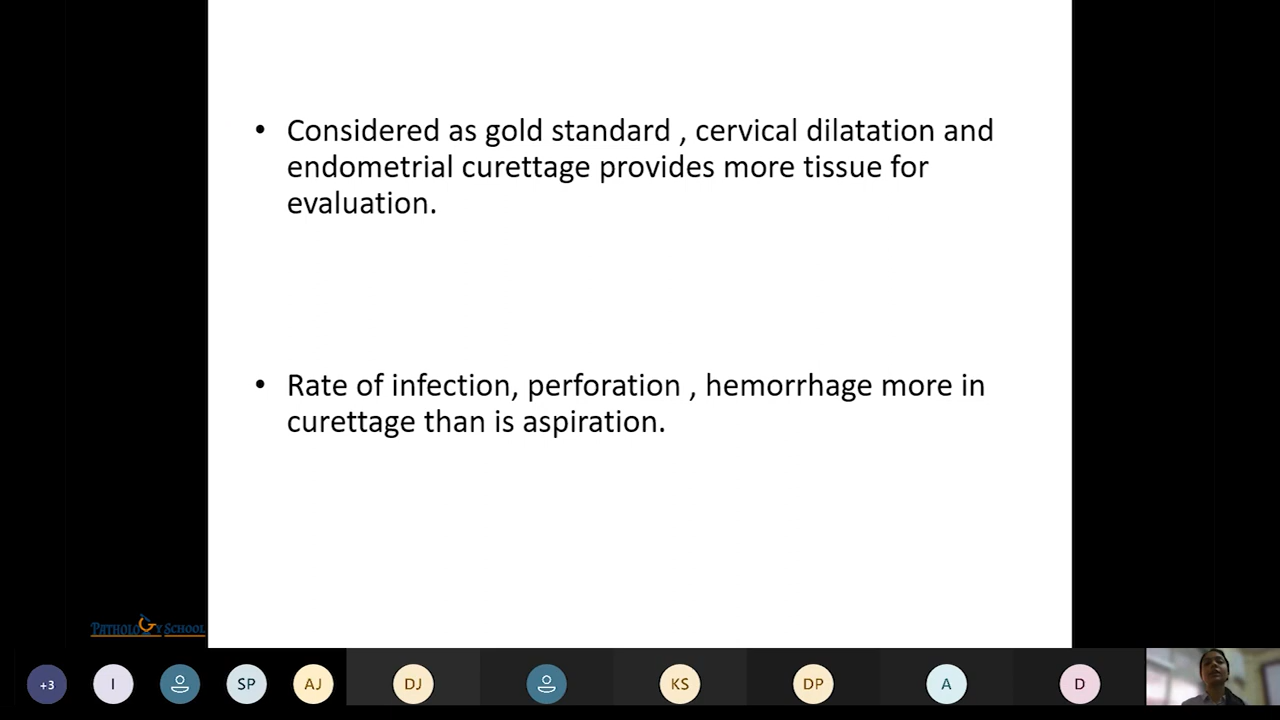 • Considered as gold standard , cervical dilatation and
endometrial curettage provides more tissue for
evaluation.
• Rate of infection, perforation , hemorrhage more in
curettage than is aspiration.
PATHOLOGY SCHOOL
+3
I
SP
AJ
DJ
KS
DP
A
D